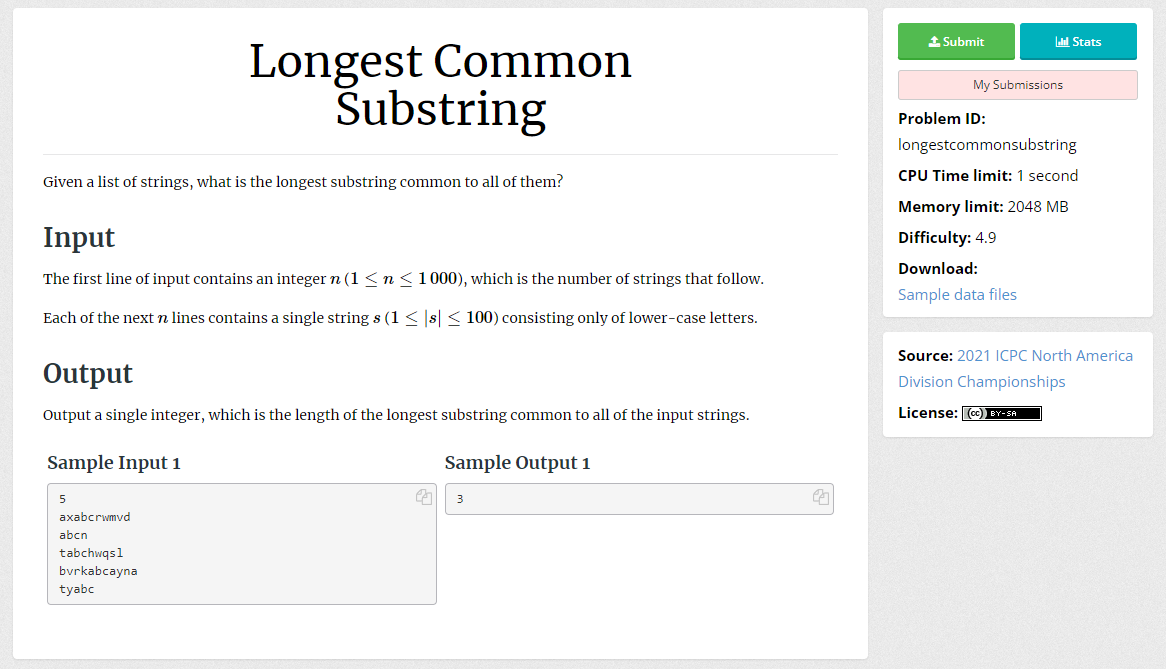 Longest Common
Substring
Given a list of strings, what is the longest substring common to all of them?
Input
The first line of input contains an integer n (1 ≤ n ≤ 1 000), which is the number of strings that follow.
Each of the next n lines contains a single string s (1 ≤ |s| ≤ 100) consisting only of lower-case letters.
Output
Output a single integer, which is the length of the longest substring common to all of the input strings.
Sample Input 1
5
axabcrwmvd
abcn
tabchwqsl
bvrkabcayna
tyabc
Sample Output 1
3
Submit
Stats
My Submissions
Problem ID:
longestcommonsubstring
CPU Time limit: 1 second
Memory limit: 2048 MB
Difficulty: 4.9
Download:
Sample data files
Source: 2021 ICPC North America
Division Championships
License: cc BY-SA